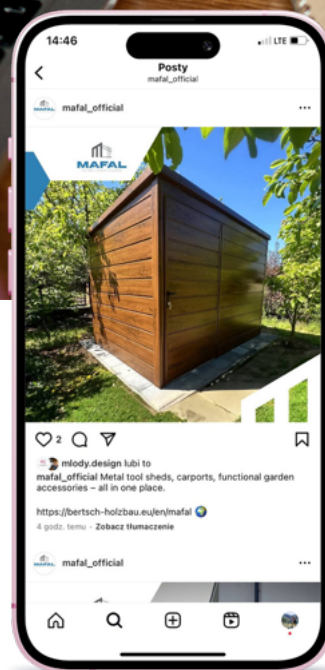 14:46
LTE
Posty
mafal_official
mafal_official
MAFAL
2
mlody.design lubi to
mafal_official Metal tool sheds, carports, functional garden
accessories – all in one place.
https://bertsch-holzbau.eu/en/mafal
4 godz. temu · Zobacz tłumaczenie
mafal_official